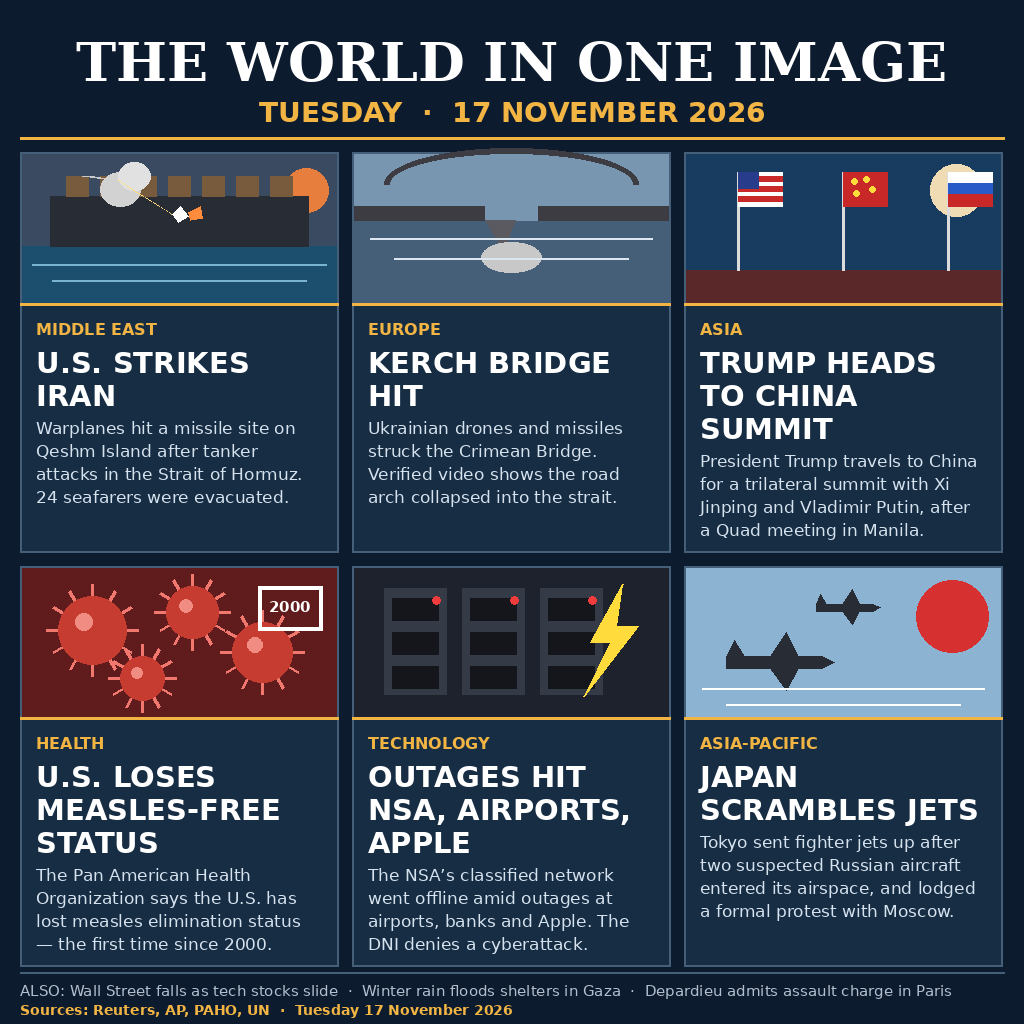 THE WORLD IN ONE IMAGE
TUESDAY · 17 NOVEMBER 2026
MIDDLE EAST
U.S. STRIKES
IRAN
Warplanes hit a missile site on
Qeshm Island after tanker
attacks in the Strait of Hormuz.
24 seafarers were evacuated.
EUROPE
KERCH BRIDGE
HIT
Ukrainian drones and missiles
struck the Crimean Bridge.
Verified video shows the road
arch collapsed into the strait.
ASIA
TRUMP HEADS
TO CHINA
SUMMIT
President Trump travels to China
for a trilateral summit with Xi
Jinping and Vladimir Putin, after
a Quad meeting in Manila.
2000
HEALTH
U.S. LOSES
MEASLES-FREE
STATUS
The Pan American Health
Organization says the U.S. has
lost measles elimination status
— the first time since 2000.
TECHNOLOGY
OUTAGES HIT
NSA, AIRPORTS,
APPLE
The NSA’s classified network
went offline amid outages at
airports, banks and Apple. The
DNI denies a cyberattack.
ASIA-PACIFIC
JAPAN
SCRAMBLES JETS
Tokyo sent fighter jets up after
two suspected Russian aircraft
entered its airspace, and lodged
a formal protest with Moscow.
ALSO: Wall Street falls as tech stocks slide · Winter rain floods shelters in Gaza · Depardieu admits assault charge in Paris
Sources: Reuters, AP, PAHO, UN · Tuesday 17 November 2026